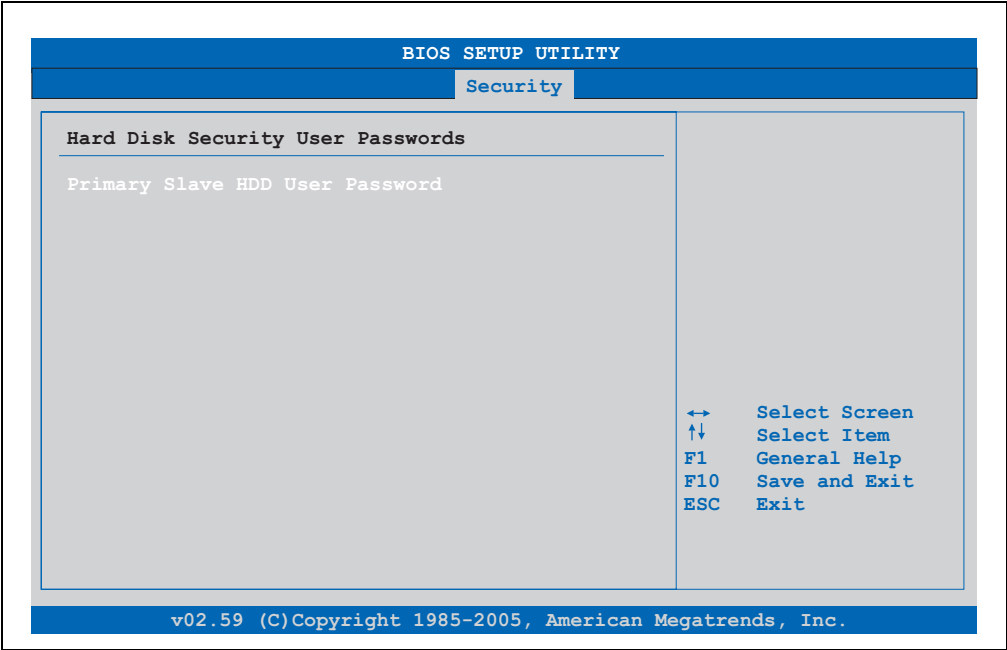 BIOS SETUP UTILITY
Security
Hard Disk Security User Passwords
Primary Slave HDD User Password
↔ Select Screen
↑↓ Select Item
F1 General Help
F10 Save and Exit
ESC Exit
v02.59 (C)Copyright 1985-2005, American Megatrends, Inc.